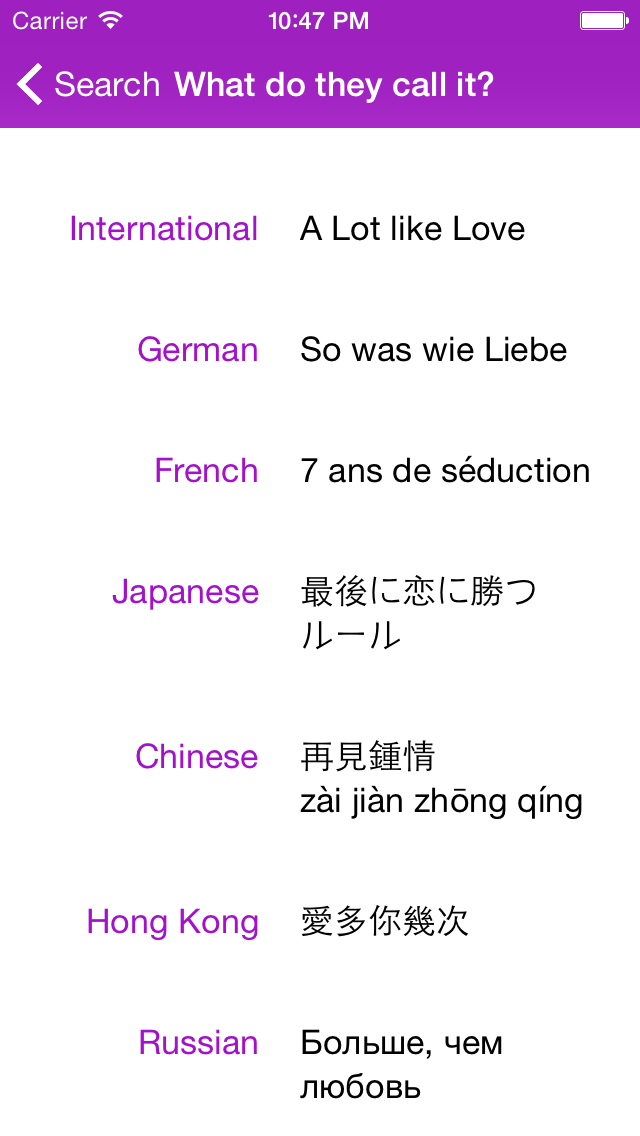 Carrier 10:47 PM
Search What do they call it?
International A Lot like Love
German So was wie Liebe
French 7 ans de séduction
Japanese 最後に恋に勝つ
ルール
Chinese 再見鍾情
zài jiàn zhōng qíng
Hong Kong 愛多你幾次
Russian Больше, чем
любовь